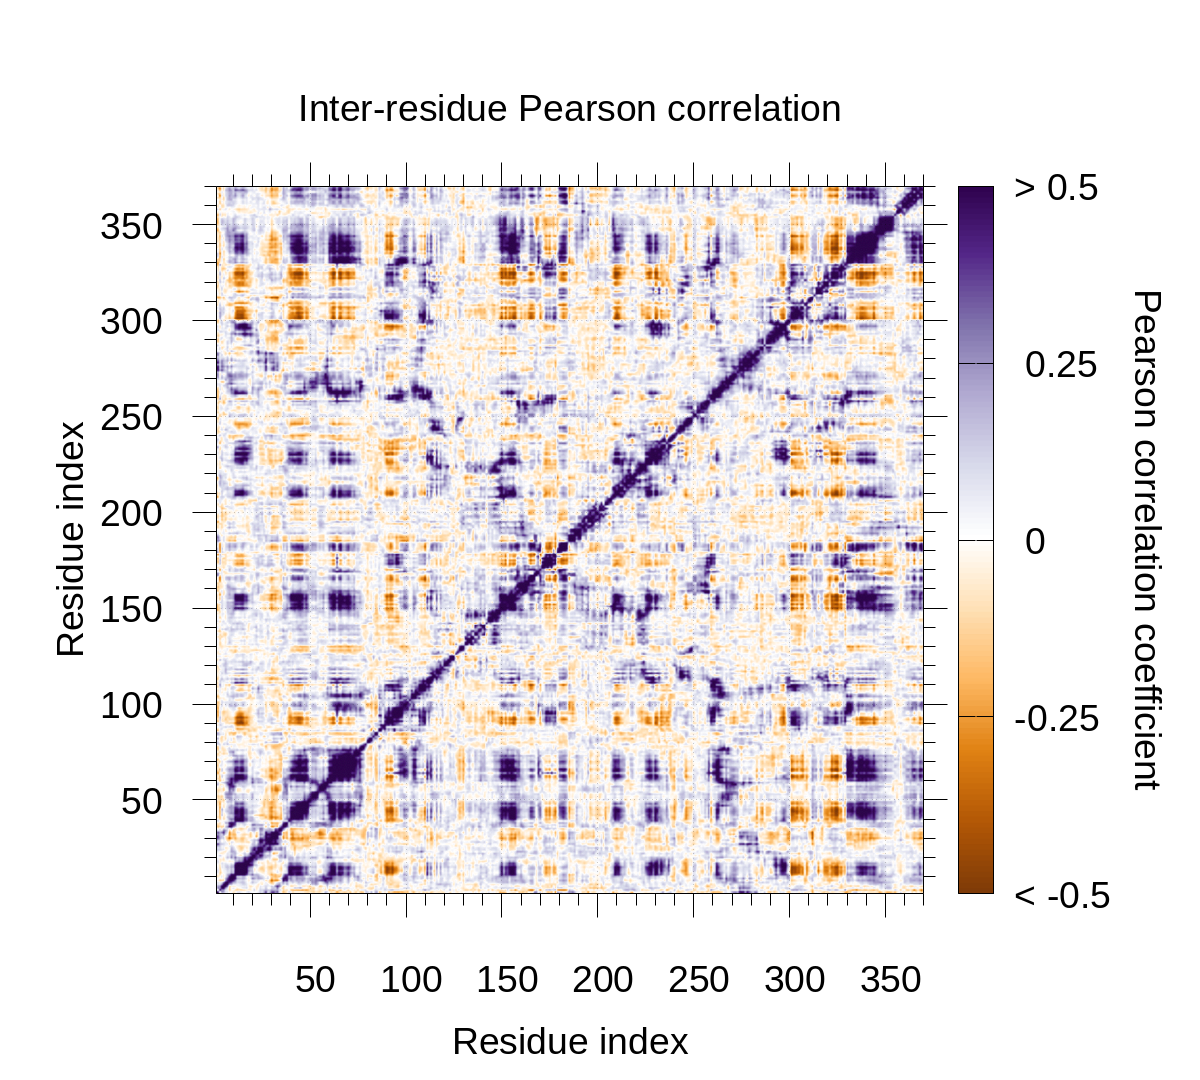 Inter-residue Pearson correlation
350
300
250
200
150
100
50
Residue index
50 100 150 200 250 300 350
Residue index
> 0.5
0.25
0
-0.25
< -0.5
Pearson correlation coefficient